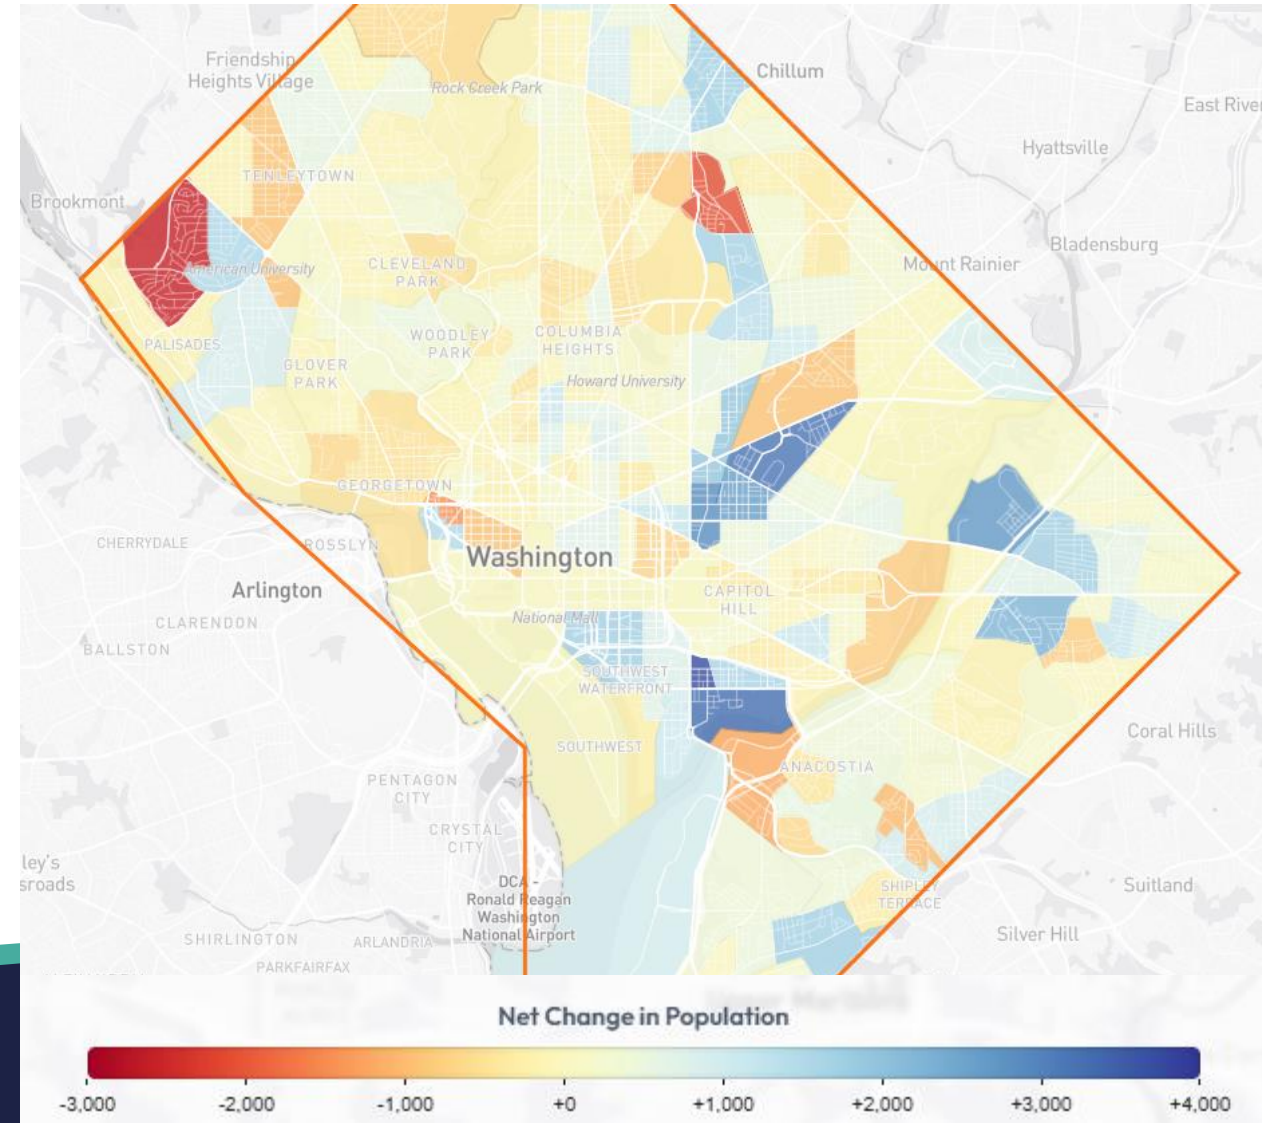 Friendship
Heights Village
Rock Creek Park
Chillum
East Rive
Hyattsville
TENLEYTOWN
Brookmont
Bladensburg
American University
CLEVELAND
PARK
Mount Rainier
PALISADES
WOODLEY
PARK
COLUMBIA
HEIGHTS
GLOVER
PARK
Howard University
GEORGETOWN
CHERRYDALE
ROSSLYN
Washington
Arlington
CAPITOL
HILL
National Mall
CLARENDON
BALLSTON
SOUTHWEST
WATERFRONT
Coral Hills
SOUTHWEST
ANACOSTIA
PENTAGON
CITY
CRYSTAL
CITY
ley's
sroads
DCA -
Ronald Reagan
Washington
National Airport
SHIPLEY
TERRACE
Suitland
Silver Hill
SHIRLINGTON
ARLANDRIA
PARKFAIRFAX
Net Change in Population
-3,000
-2,000
-1,000
+0
+1,000
+2,000
+3,000
+4,000